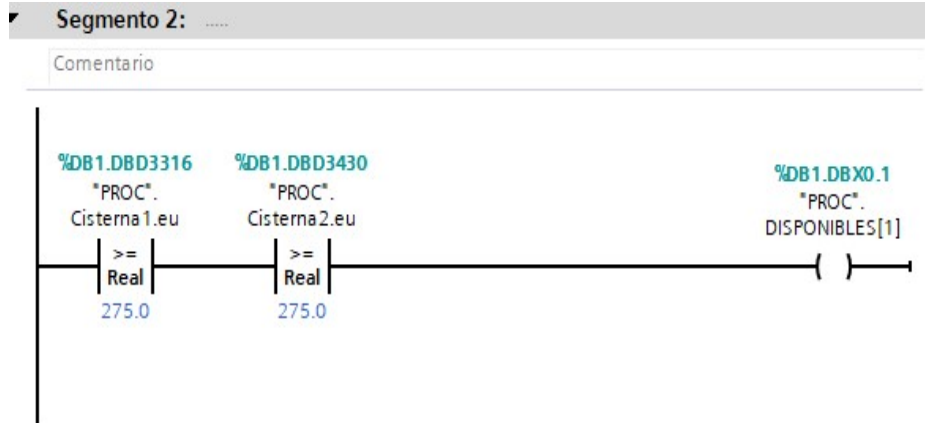 Segmento 2: .....
Comentario
%DB1.DBD3316
"PROC".
Cisterna1.eu
>=
Real
275.0
%DB1.DBD3430
"PROC".
Cisterna2.eu
>=
Real
275.0
%DB1.DBX0.1
"PROC".
DISPONIBLES[1]
( )